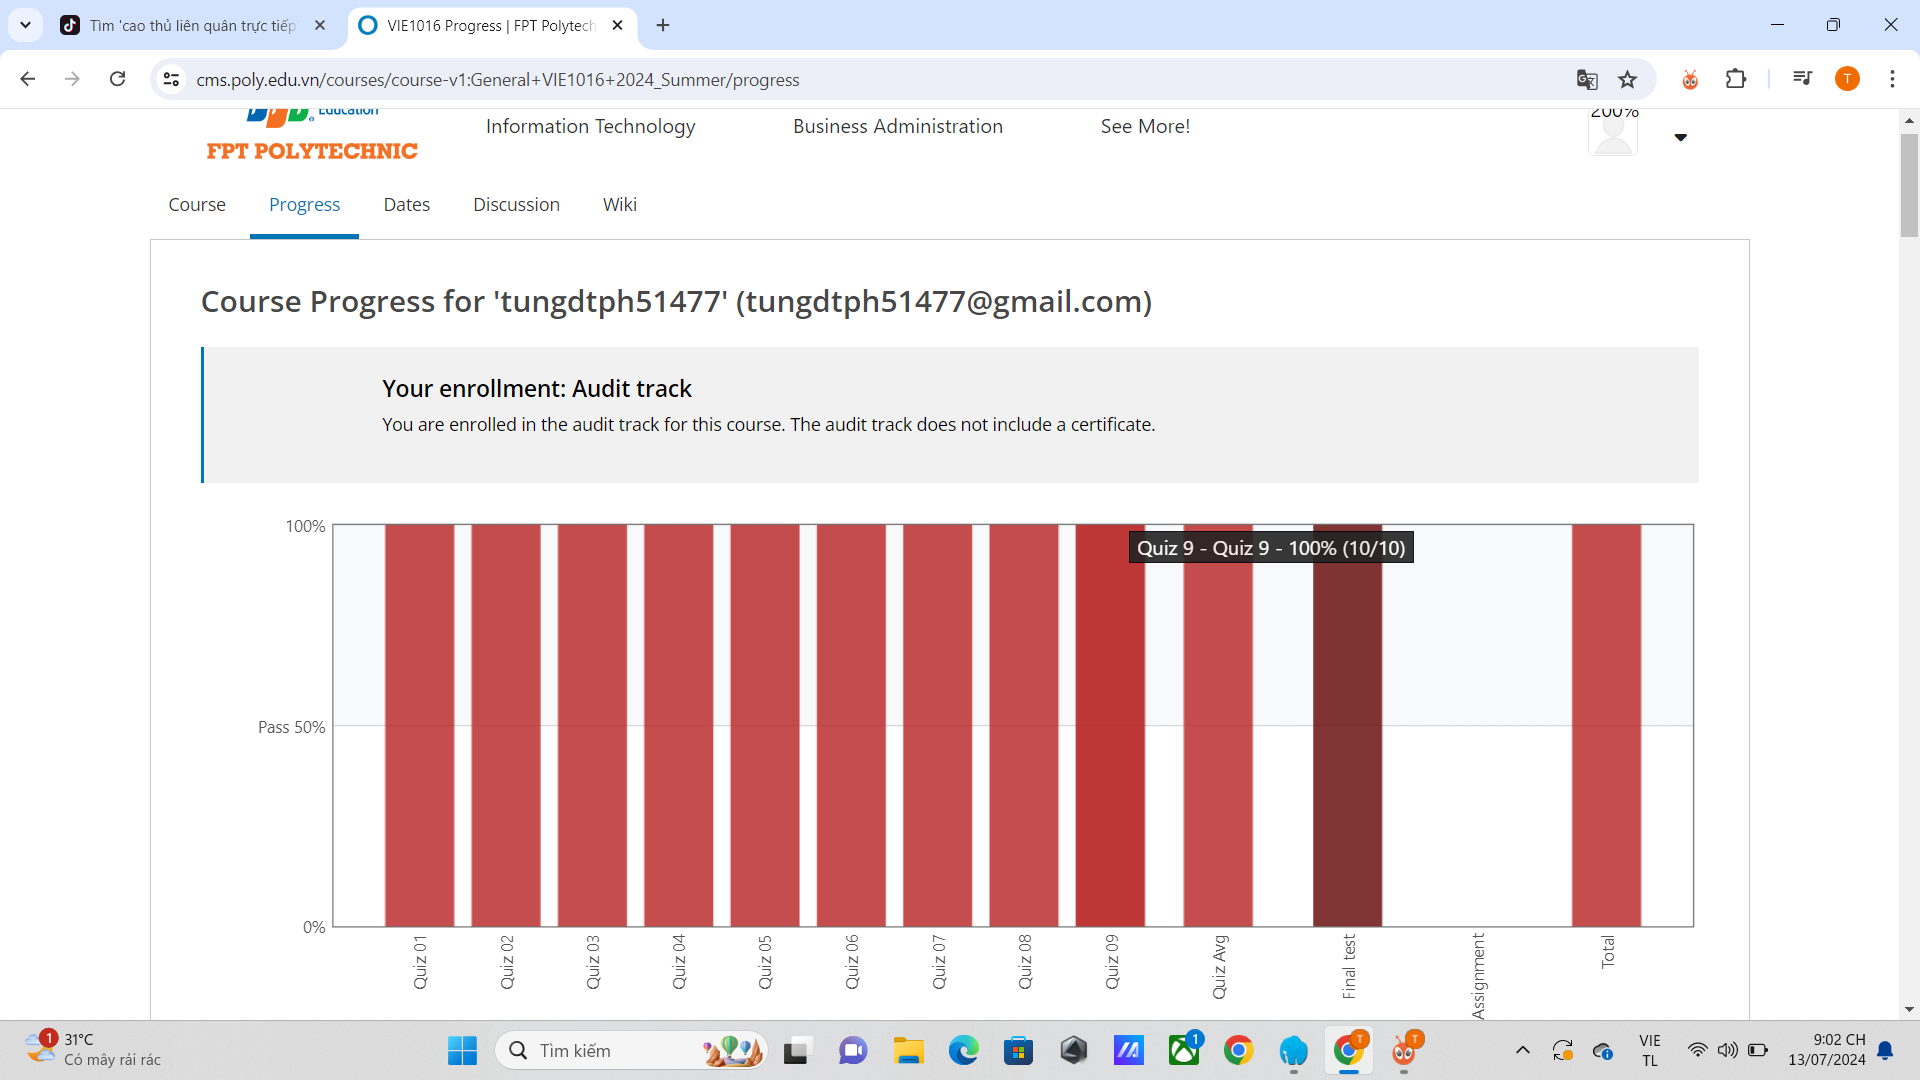 Tìm 'cao thủ liên quân trực tiếp'
VIE1016 Progress | FPT Polytech
cms.poly.edu.vn/courses/course-v1:General+VIE1016+2024_Summer/progress
T
Education
FPT POLYTECHNIC
Information Technology
Business Administration
See More!
200%
Course
Progress
Dates
Discussion
Wiki
Course Progress for 'tungdtph51477' (tungdtph51477@gmail.com)
Your enrollment: Audit track
You are enrolled in the audit track for this course. The audit track does not include a certificate.
100%
Pass 50%
0%
Quiz 9 - Quiz 9 - 100% (10/10)
Quiz 01
Quiz 02
Quiz 03
Quiz 04
Quiz 05
Quiz 06
Quiz 07
Quiz 08
Quiz 09
Quiz Avg
Final test
Assignment
Total
1
31°C
Có mây rải rác
Tìm kiếm
1
T
T
VIE
TL
9:02 CH
13/07/2024